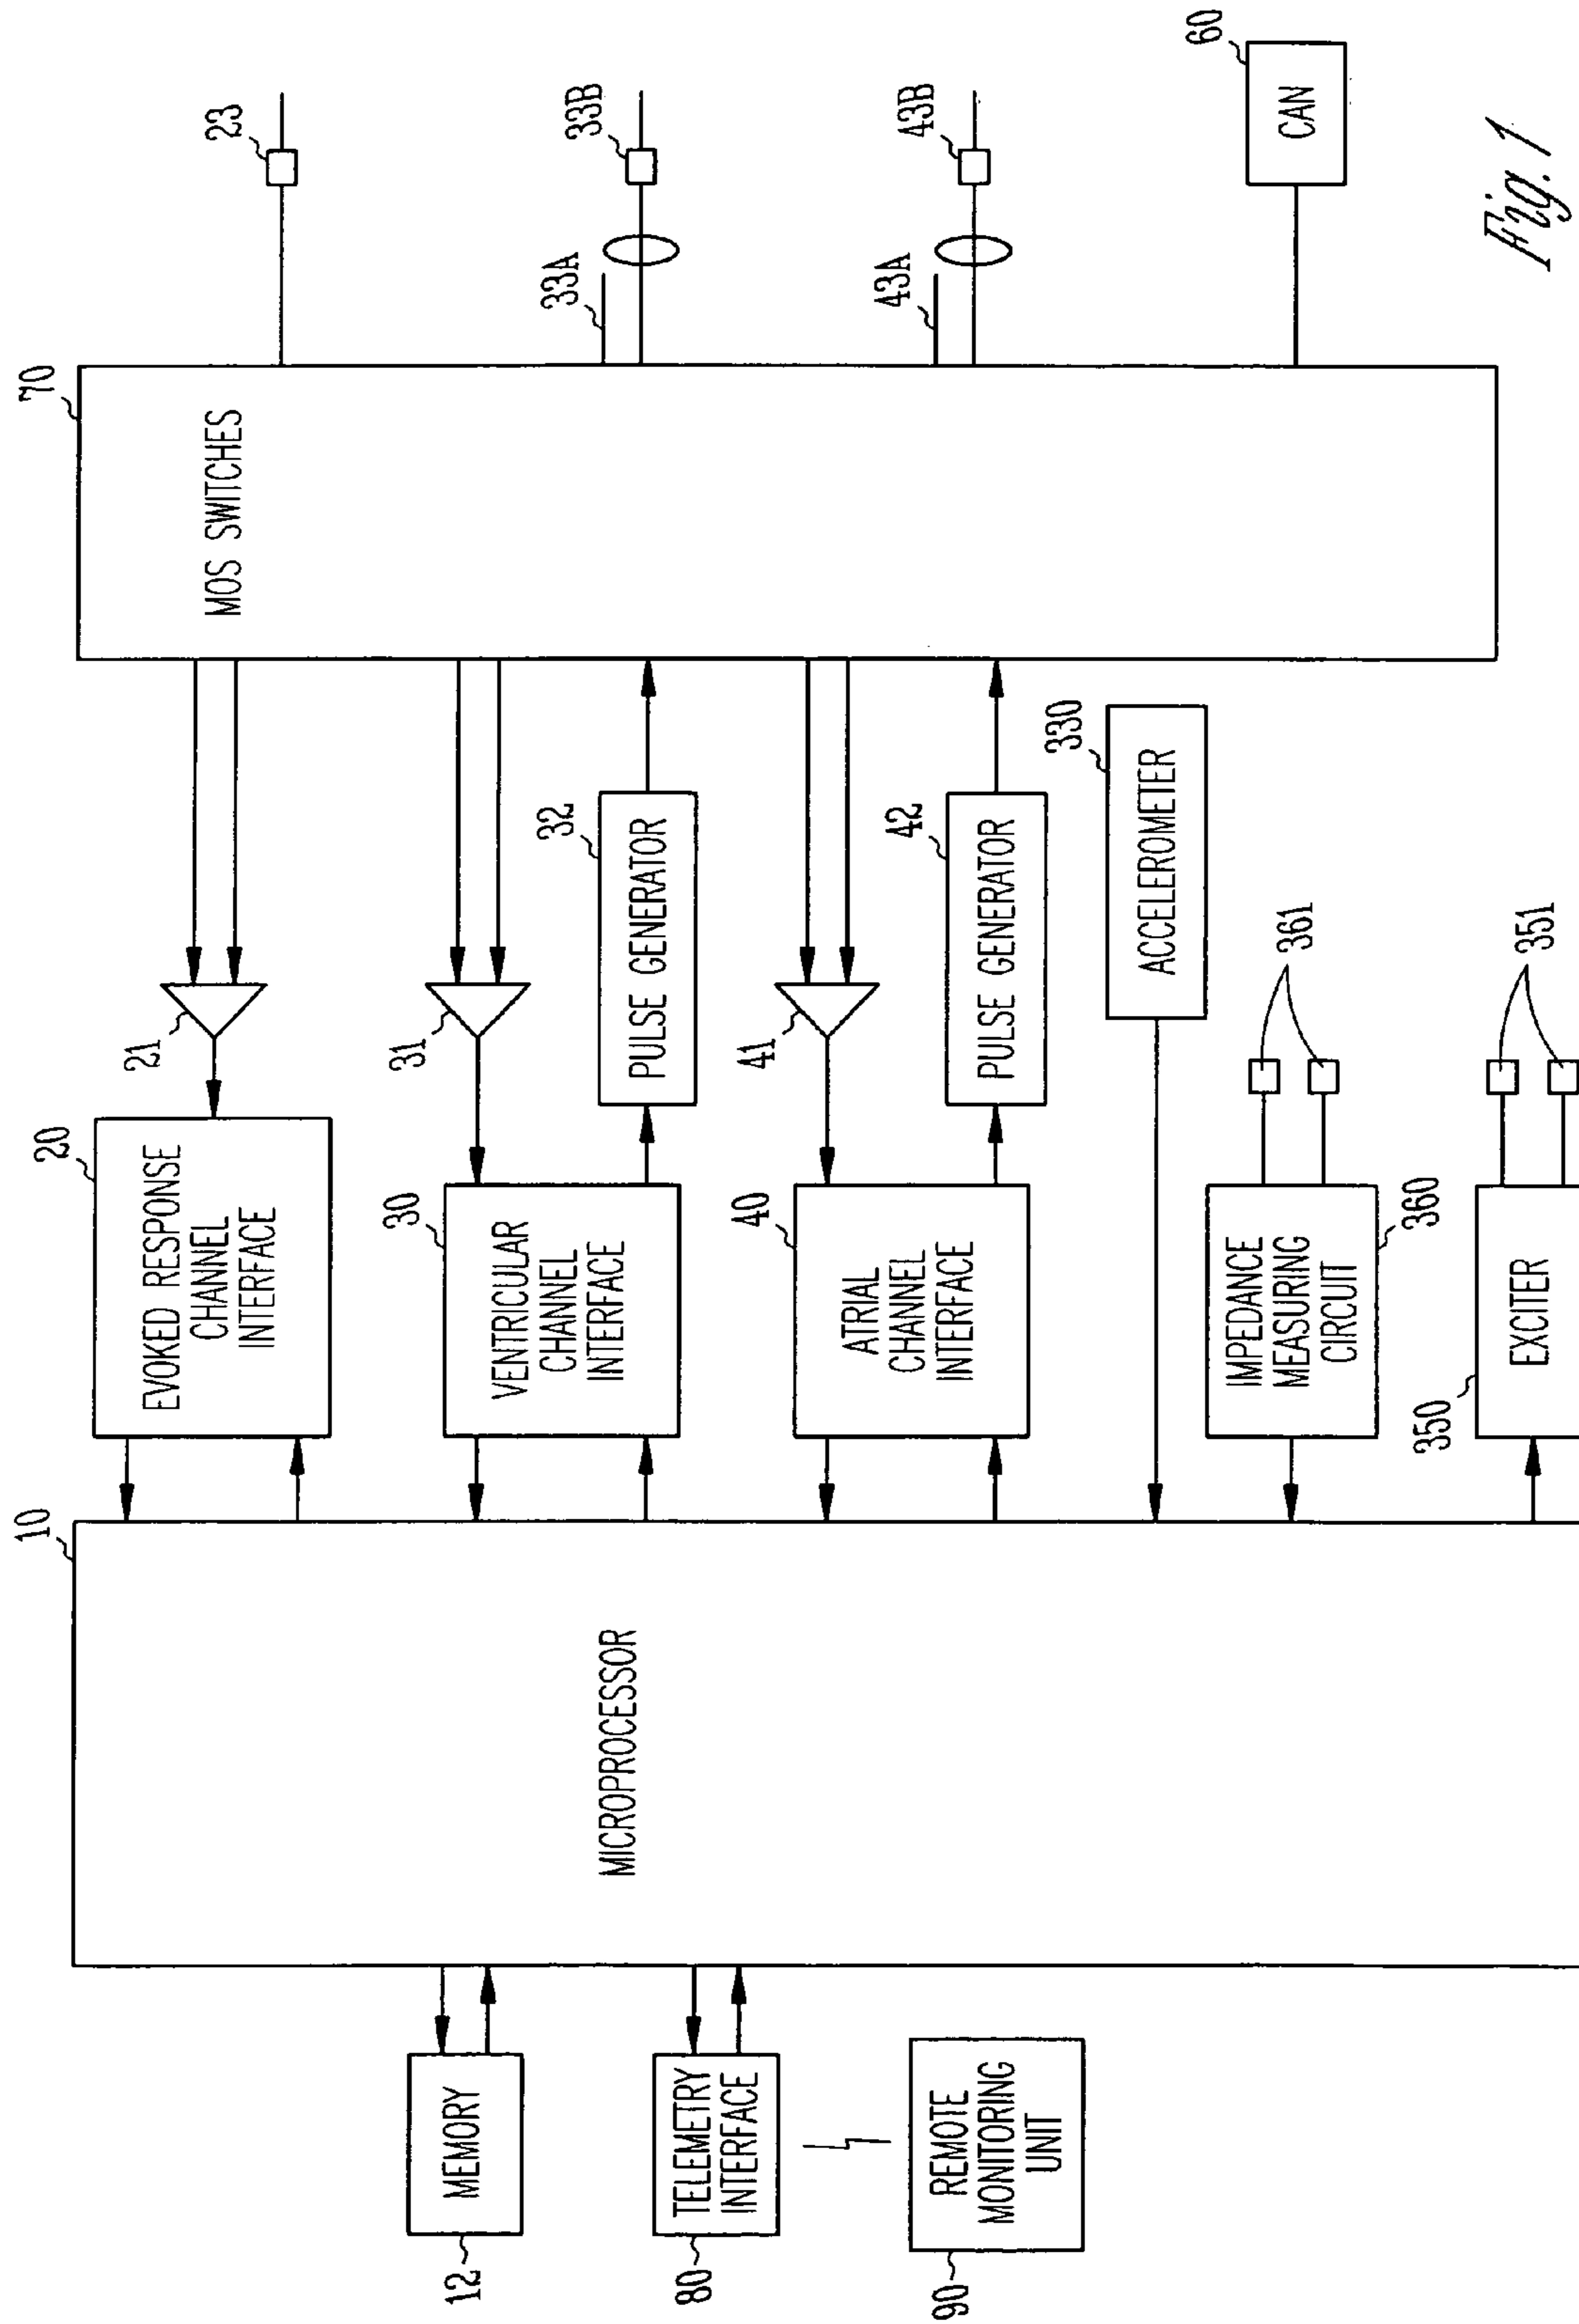 10
MICROPROCESSOR
12
MEMORY
80
TELEMETRY
INTERFACE
90
REMOTE
MONITORING
UNIT
20
EVOKED RESPONSE
CHANNEL
INTERFACE
21
30
VENTRICULAR
CHANNEL
INTERFACE
31
32
PULSE GENERATOR
40
ATRIAL
CHANNEL
INTERFACE
41
42
PULSE GENERATOR
330
ACCELEROMETER
IMPEDANCE
MEASURING
CIRCUIT
360
361
350
EXCITER
351
70
MOS SWITCHES
23
33A
33B
43A
43B
60
CAN
Fig. 1